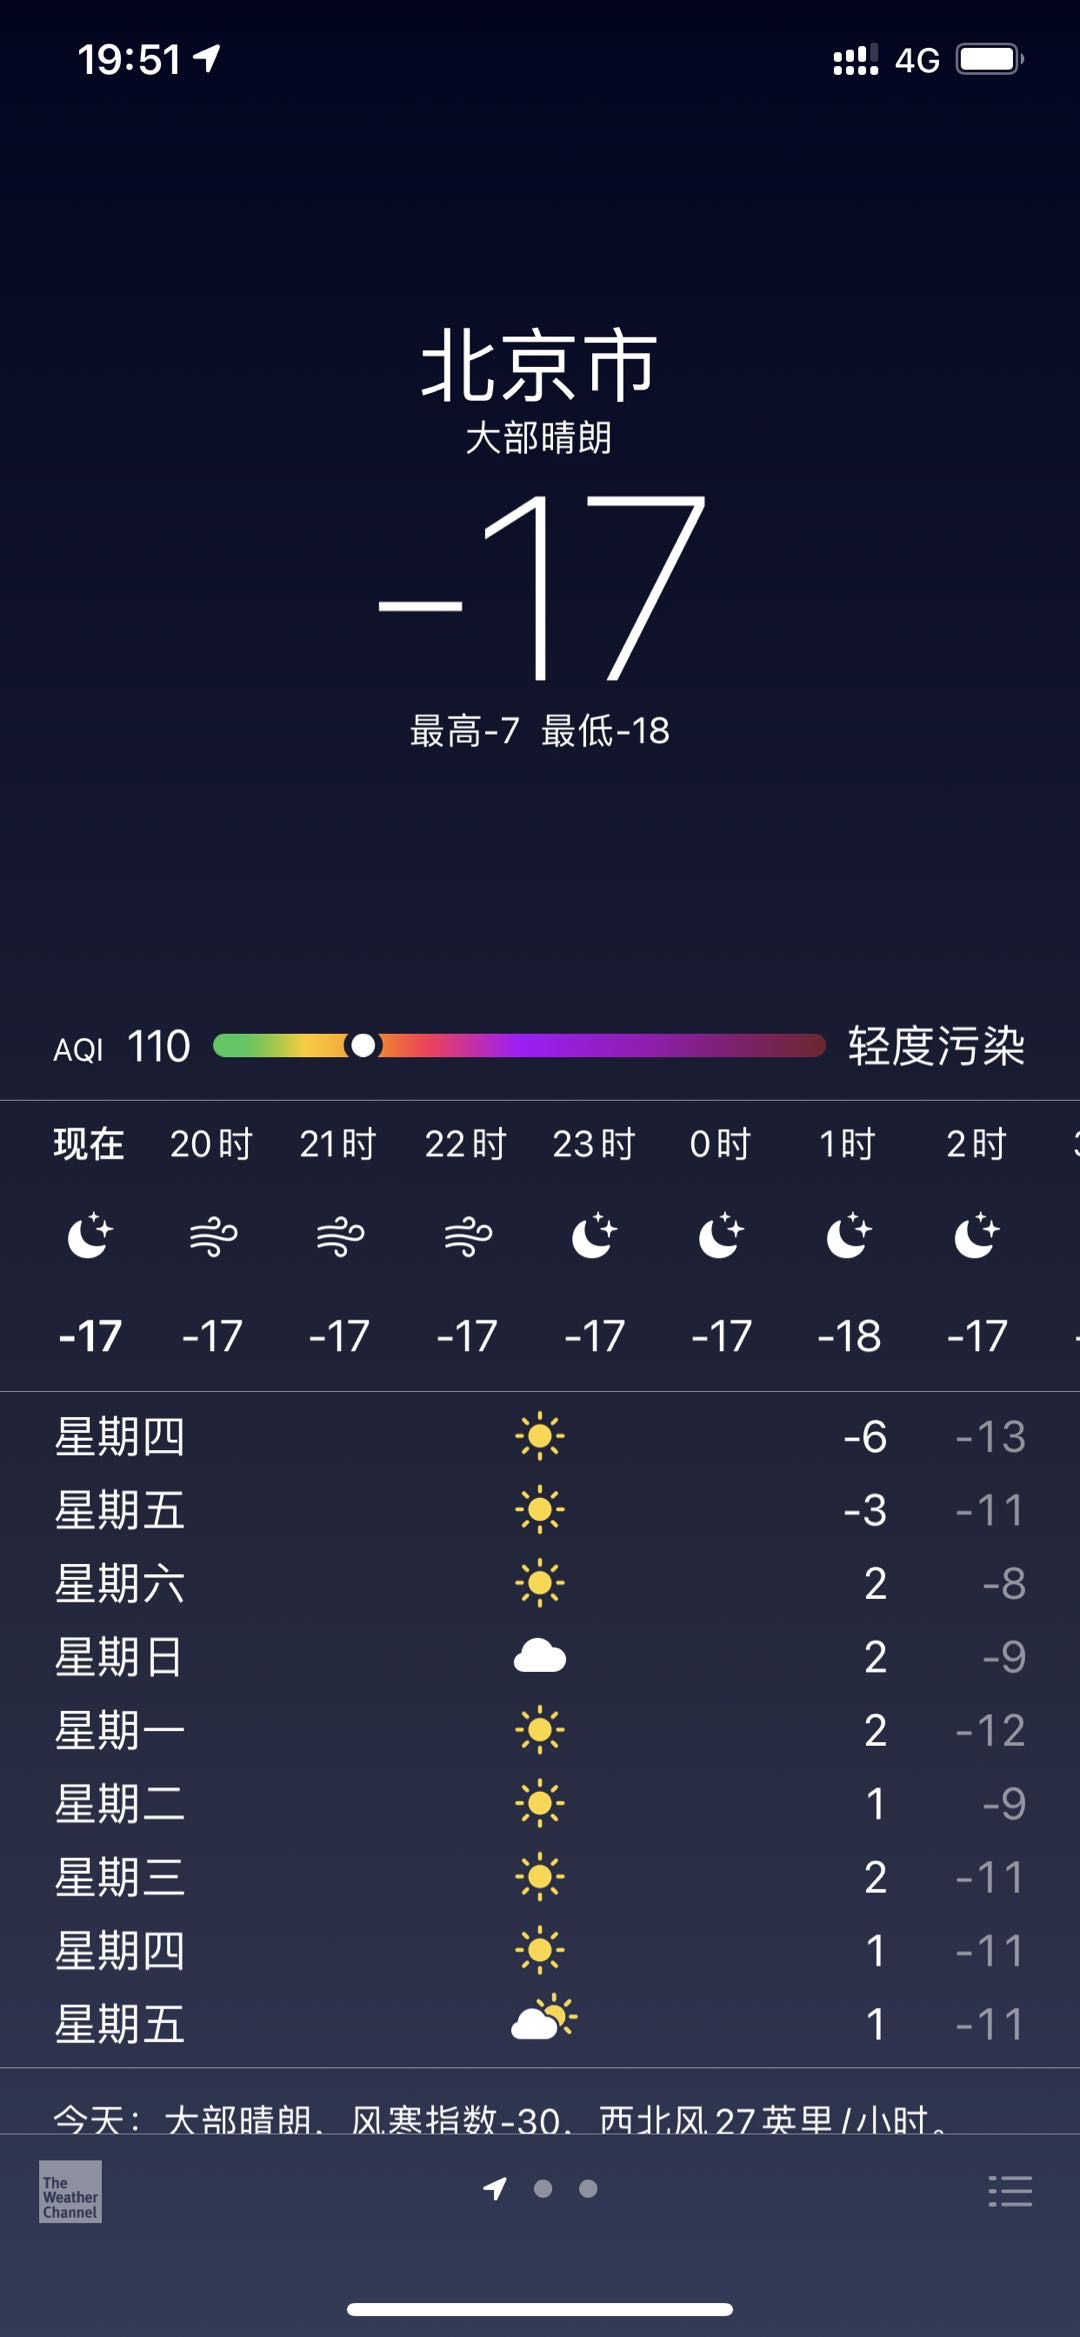 19:51 4G
北京市
大部晴朗
-17
最高-7 最低-18
AQI 110 轻度污染
现在 20时 21时 22时 23时 0时 1时 2时
-17 -17 -17 -17 -17 -17 -18 -17
星期四 -6 -13
星期五 -3 -11
星期六 2 -8
星期日 2 -9
星期一 2 -12
星期二 1 -9
星期三 2 -11
星期四 1 -11
星期五 1 -11
今天：大部晴朗，风寒指数-30，西北风27英里/小时。
The
Weather
Channel